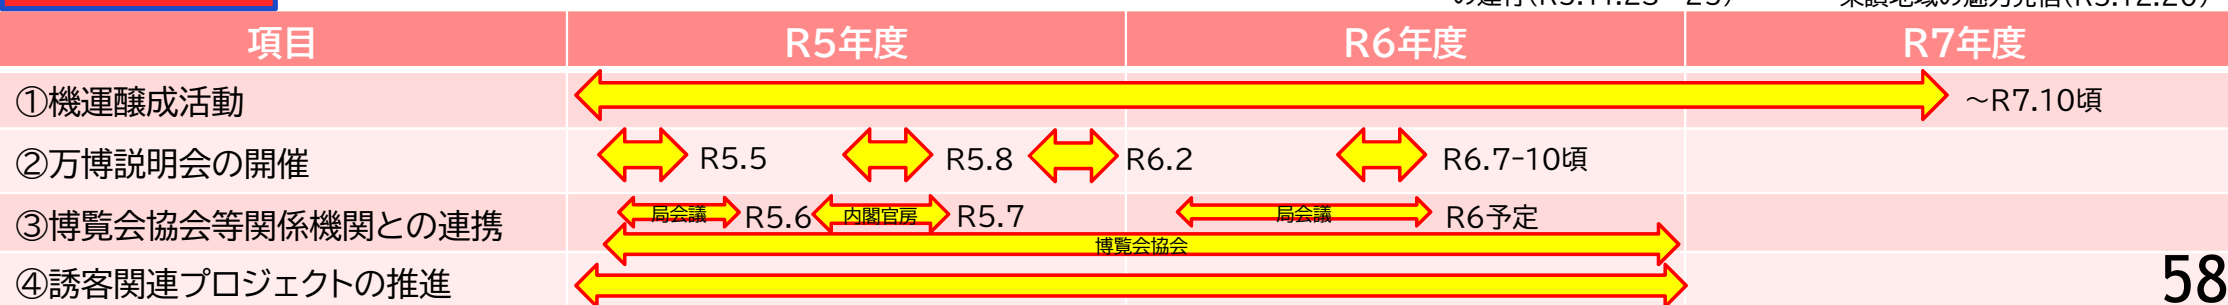 項目 R5年度 R6年度 R7年度
①機運醸成活動 ～R7.10頃
②万博説明会の開催 R5.5 R5.8 R6.2 R6.7-10頃
③博覧会協会等関係機関との連携 局会議 R5.6 内閣官房 R5.7 局会議 R6予定
博覧会協会
④誘客関連プロジェクトの推進
58